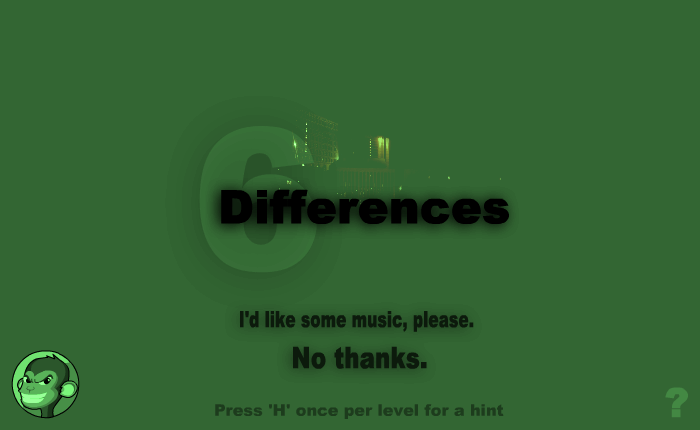 6
Differences
I'd like some music, please.
No thanks.
Press 'H' once per level for a hint
?